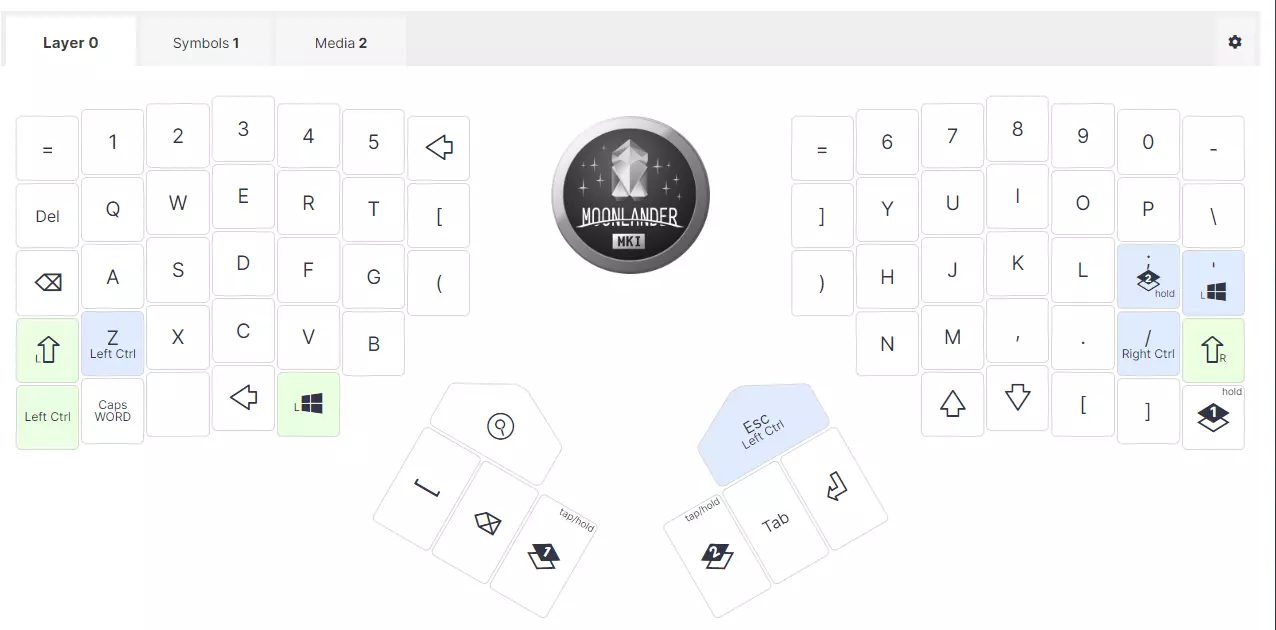 Layer 0 Symbols 1 Media 2
= 1 2 3 4 5 = 6 7 8 9 0 -
Del Q W E R T [ ] Y U I O P \
A S D F G ( ) H J K L ; 2 hold ' L
L Z Left Ctrl X C V B N M , . / Right Ctrl R
Left Ctrl Caps WORD L [ ] hold 1
MOONLANDER
MKI
Esc
Left Ctrl
tap/hold
1
tap/hold
2
Tab